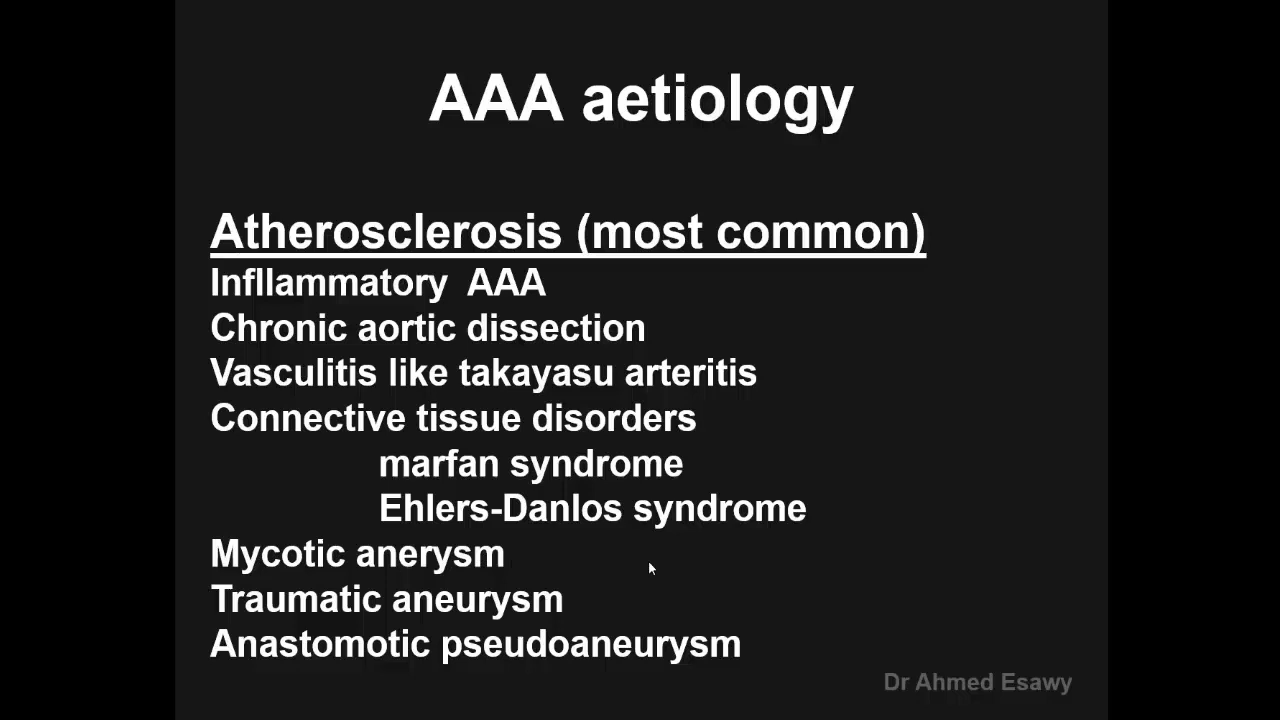 AAA aetiology
Atherosclerosis (most common)
Infllammatory AAA
Chronic aortic dissection
Vasculitis like takayasu arteritis
Connective tissue disorders
marfan syndrome
Ehlers-Danlos syndrome
Mycotic anerysm
Traumatic aneurysm
Anastomotic pseudoaneurysm
Dr Ahmed Esawy